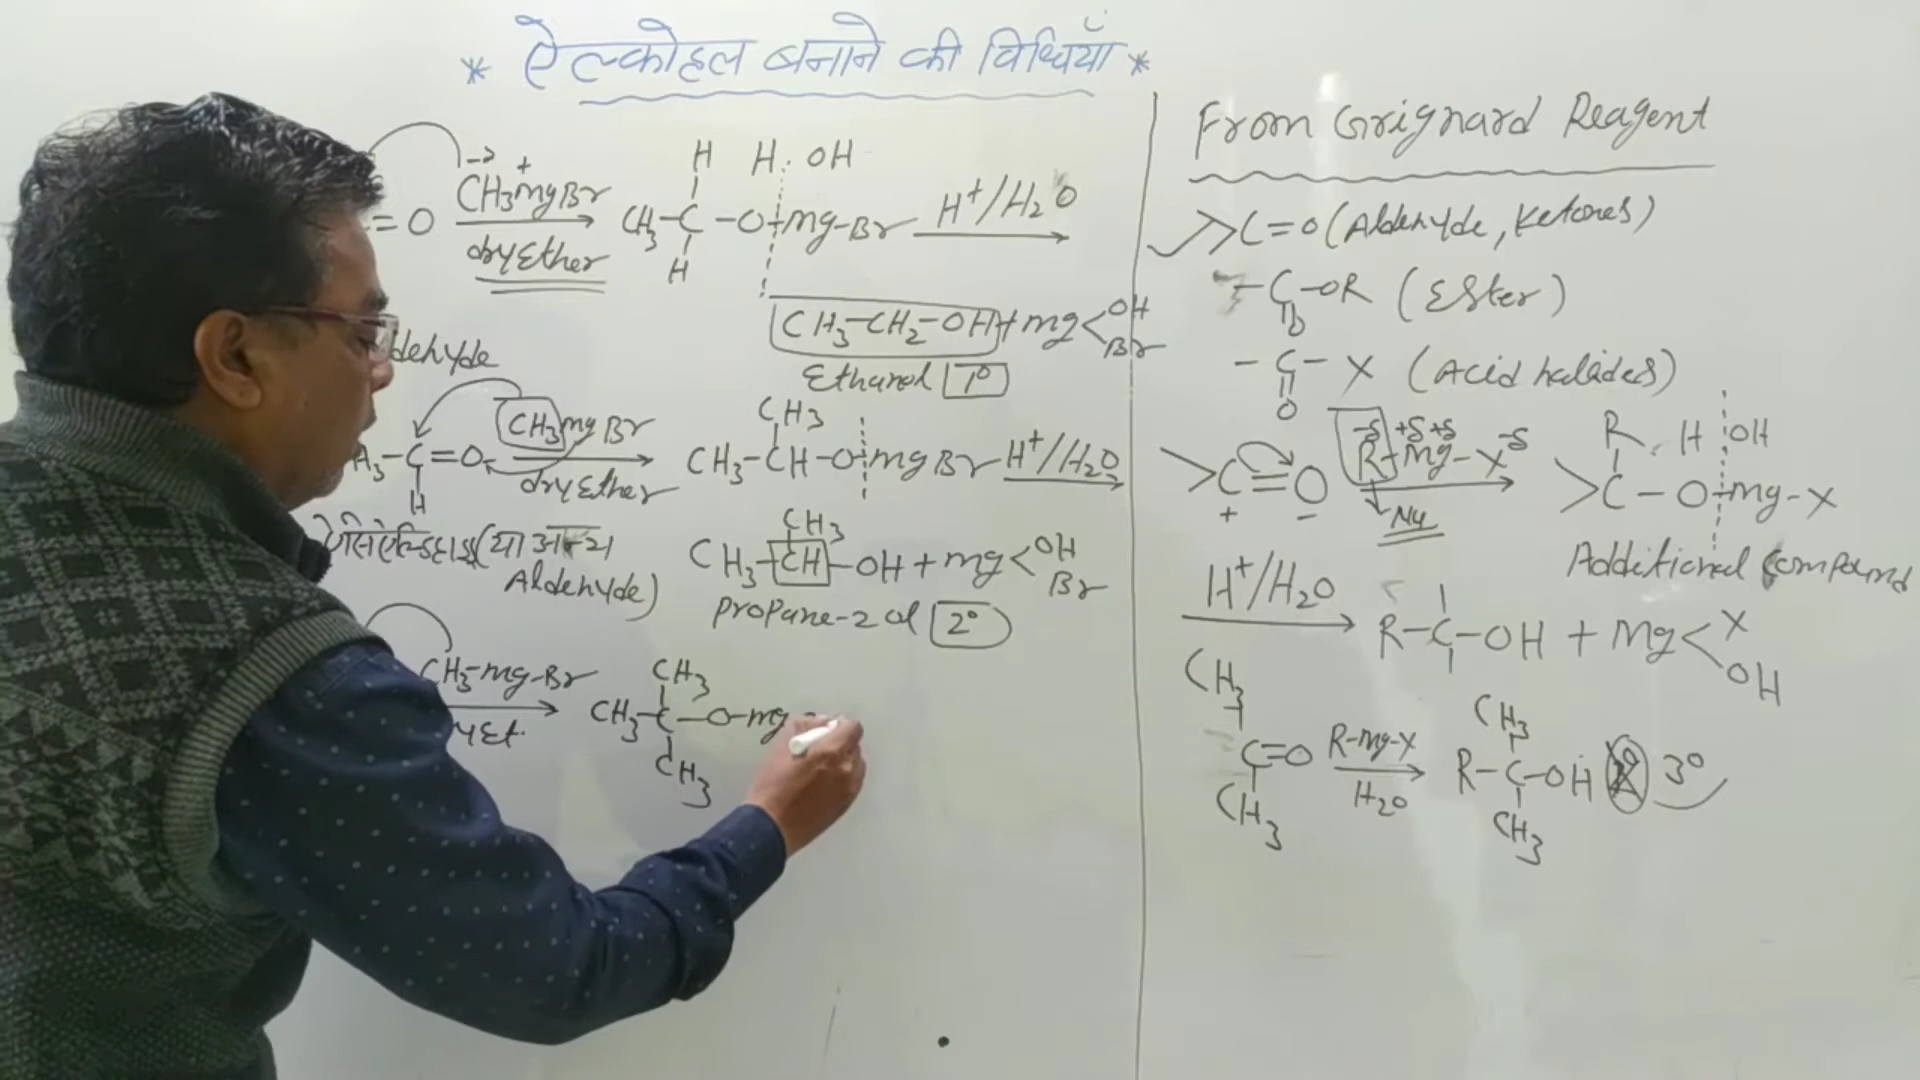 * ऐल्कोहल बनाने की विधियाँ *
H H OH
CH3MgBr
=O → CH3-C-O-Mg-Br H+/H2O →
dry Ether
H
CH3-CH2-OH + Mg< OH Br
Ethanol 1°
dehyde
CH3
CH3MgBr
-C=O → CH3-CH-O-MgBr H+/H2O →
dry Ether
H
(या अन्य Aldehyde)
CH3
CH3-CH-OH + Mg< OH Br
Propane-2 ol 2°
CH3-Mg-Br CH3
→ CH3-C-O-Mg
Et. CH3
From Grignard Reagent
>C=O (Aldehyde, Ketones)
-C-OR (Ester)
O
-C-X (Acid halides)
O
-δ +δ +δ -δ R H OH
>C=O R-Mg-X → >C-O-Mg-X
+ - Nu
Additional Compound
H+/H2O → R-C-OH + Mg< X OH
CH3 CH3
C=O R-Mg-X → R-C-OH 3°
H2O
CH3 CH3